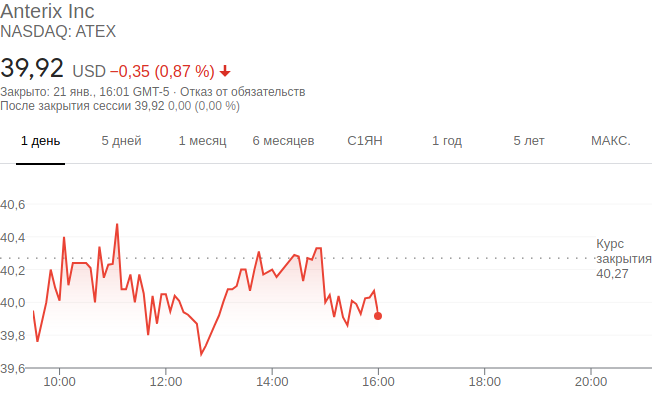 Anterix Inc
NASDAQ: ATEX
39,92 USD −0,35 (0,87 %)
Закрыто: 21 янв., 16:01 GMT-5 · Отказ от обязательств
После закрытия сессии 39,92 0,00 (0,00 %)
1 день 5 дней 1 месяц 6 месяцев С1ЯН 1 год 5 лет МАКС.
40,6
40,4
Курс
закрытия
40,27
40,2
40,0
39,8
39,6
10:00 12:00 14:00 16:00 18:00 20:00